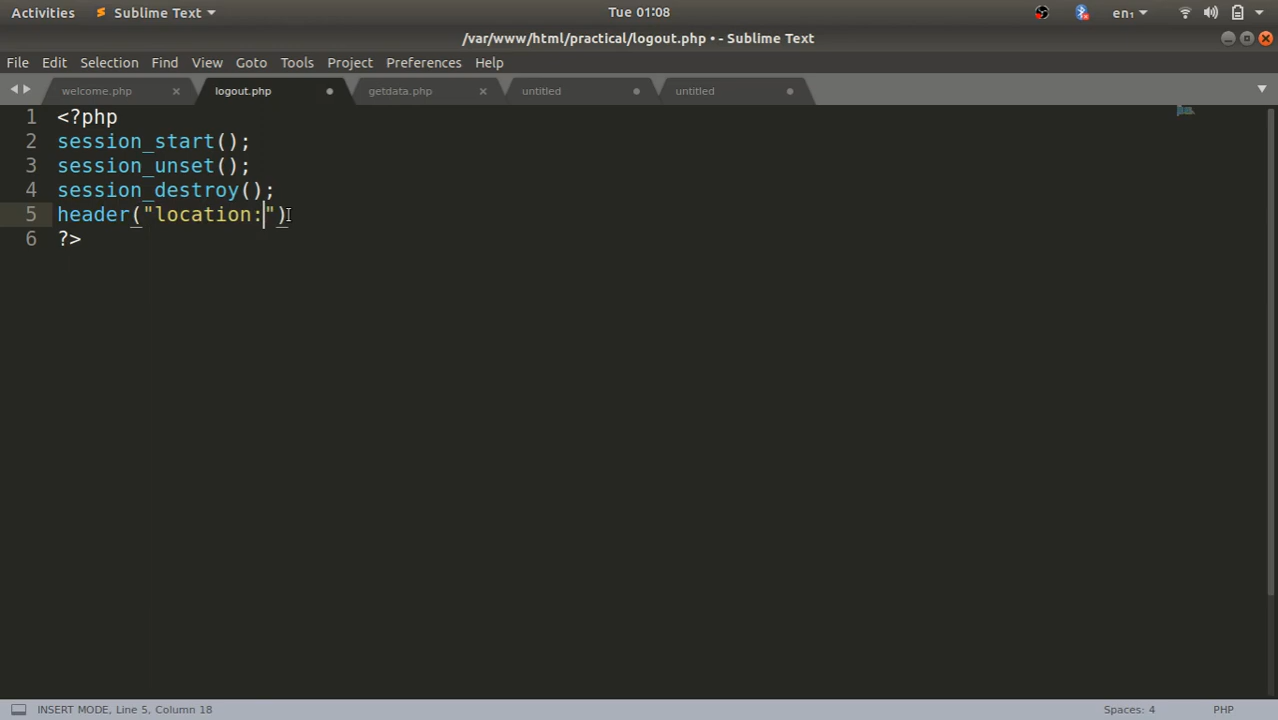 Activities Sublime Text Tue 01:08 en₁
/var/www/html/practical/logout.php • - Sublime Text
File Edit Selection Find View Goto Tools Project Preferences Help
welcome.php logout.php getdata.php untitled untitled
1 <?php
2 session_start();
3 session_unset();
4 session_destroy();
5 header("location:")
6 ?>
INSERT MODE, Line 5, Column 18 Spaces: 4 PHP